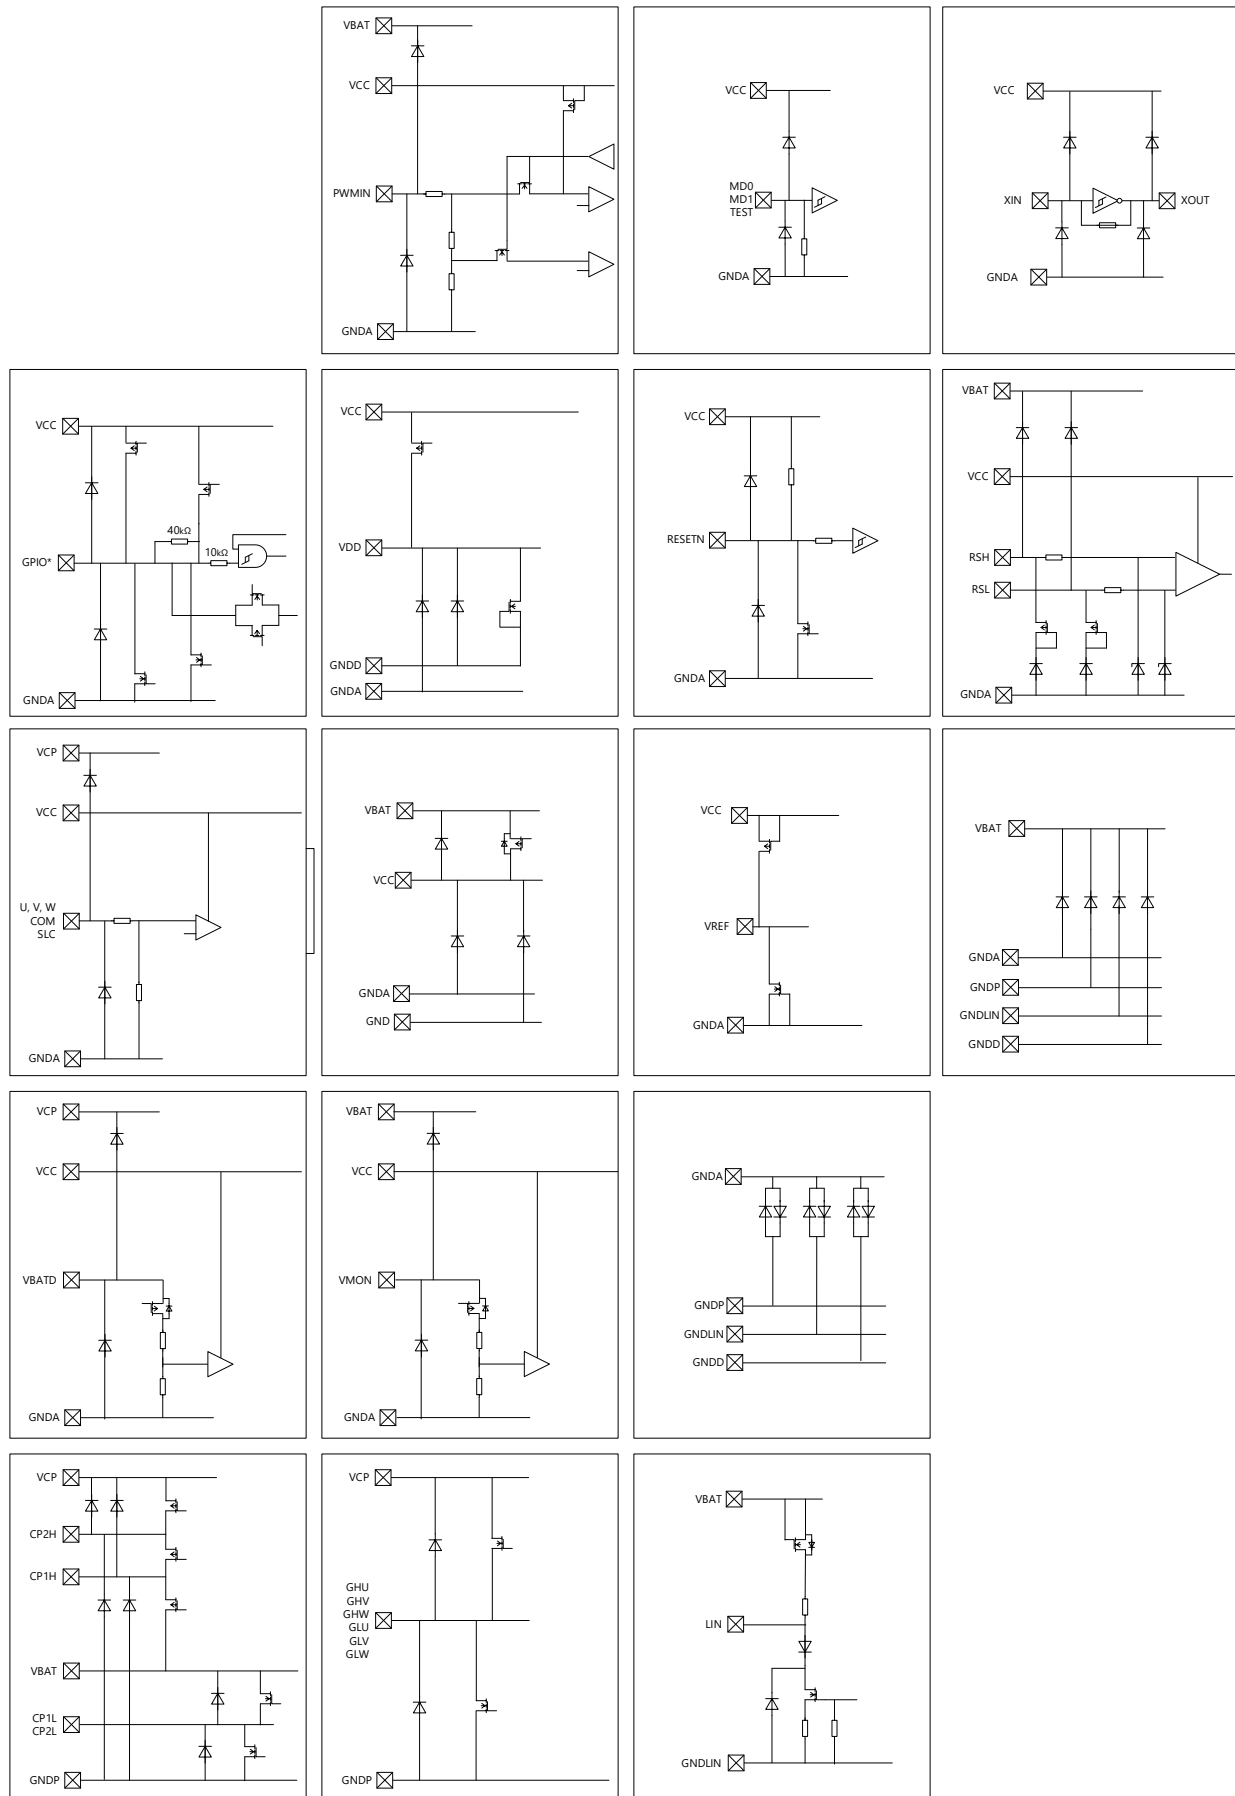 VBAT
VCC
PWMIN
GNDA
VCC
MD0
MD1
TEST
GNDA
VCC
XIN
XOUT
GNDA
VCC
40kΩ
10kΩ
GPIO*
GNDA
VCC
VDD
GNDD
GNDA
VCC
RESETN
GNDA
VBAT
VCC
RSH
RSL
GNDA
VCP
VCC
U, V, W
COM
SLC
GNDA
VBAT
VCC
GNDA
GND
VCC
VREF
GNDA
VBAT
GNDA
GNDP
GNDLIN
GNDD
VCP
VCC
VBATD
GNDA
VBAT
VCC
VMON
GNDA
GNDA
GNDP
GNDLIN
GNDD
VCP
CP2H
CP1H
VBAT
CP1L
CP2L
GNDP
VCP
GHU
GHV
GHW
GLU
GLV
GLW
GNDP
VBAT
LIN
GNDLIN